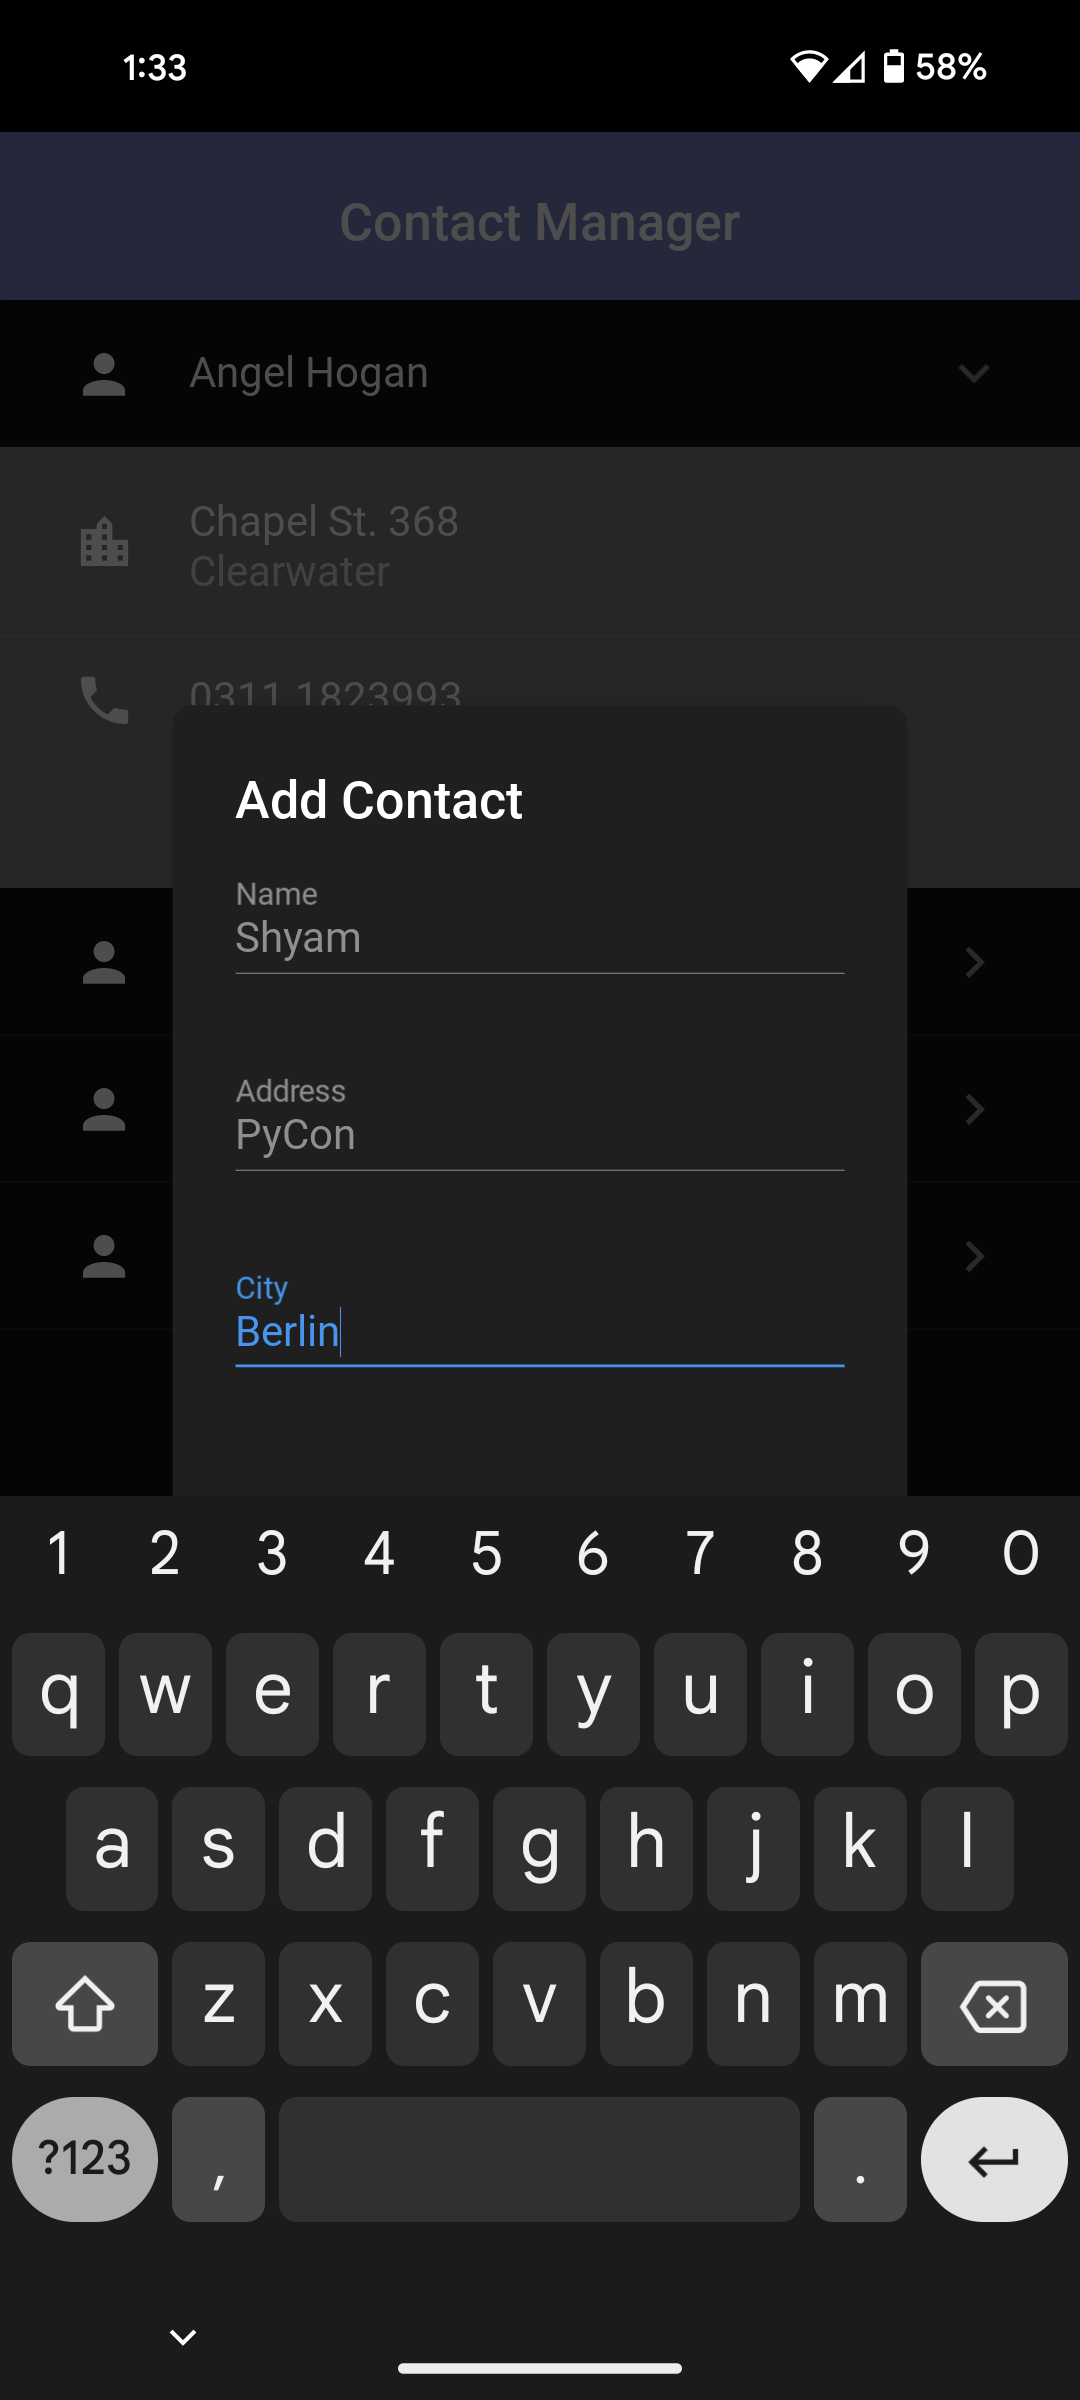 1:33 58%
Contact Manager
Angel Hogan
Chapel St. 368
Clearwater
0311 1823993
Add Contact
Name
Shyam
Address
PyCon
City
Berlin
1 2 3 4 5 6 7 8 9 0
q w e r t y u i o p
a s d f g h j k l
z x c v b n m
?123 , .